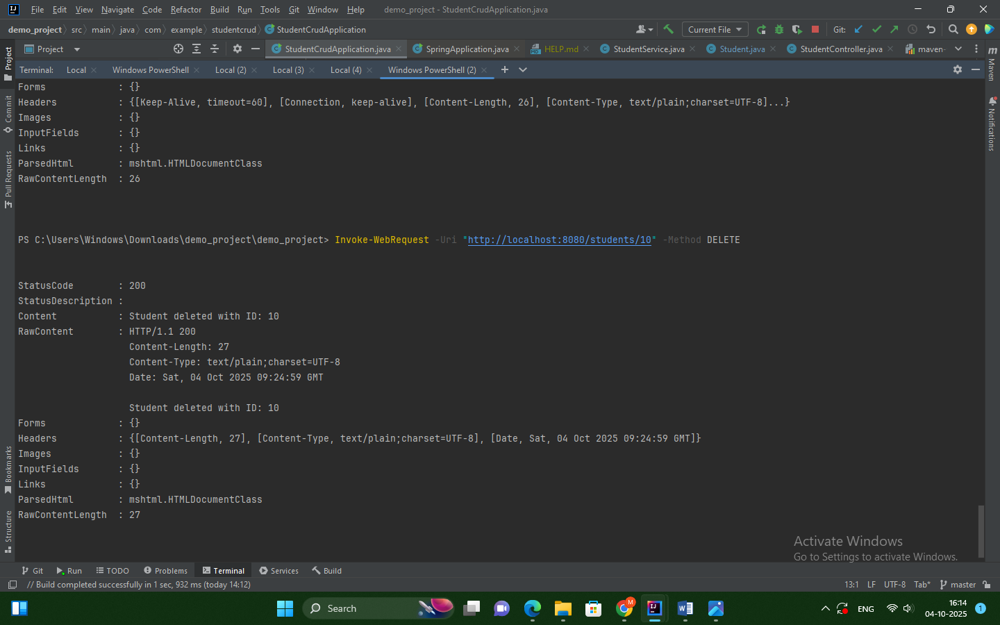 File Edit View Navigate Code Refactor Build Run Tools Git Window Help demo_project - StudentCrudApplication.java
demo_project src main java com example studentcrud StudentCrudApplication Current File Git:
Project StudentCrudApplication.java SpringApplication.java HELP.md StudentService.java Student.java StudentController.java maven-
Terminal: Local Windows PowerShell Local (2) Local (3) Local (4) Windows PowerShell (2)
Forms : {}
Headers : {[Keep-Alive, timeout=60], [Connection, keep-alive], [Content-Length, 26], [Content-Type, text/plain;charset=UTF-8]...}
Images : {}
InputFields : {}
Links : {}
ParsedHtml : mshtml.HTMLDocumentClass
RawContentLength : 26
PS C:\Users\Windows\Downloads\demo_project\demo_project> Invoke-WebRequest -Uri "http://localhost:8080/students/10" -Method DELETE
StatusCode : 200
StatusDescription :
Content : Student deleted with ID: 10
RawContent : HTTP/1.1 200
Content-Length: 27
Content-Type: text/plain;charset=UTF-8
Date: Sat, 04 Oct 2025 09:24:59 GMT
Student deleted with ID: 10
Forms : {}
Headers : {[Content-Length, 27], [Content-Type, text/plain;charset=UTF-8], [Date, Sat, 04 Oct 2025 09:24:59 GMT]}
Images : {}
InputFields : {}
Links : {}
ParsedHtml : mshtml.HTMLDocumentClass
RawContentLength : 27
Project
Commit
Pull Requests
Bookmarks
Structure
m
Maven
Notifications
Activate Windows
Go to Settings to activate Windows.
Git Run TODO Problems Terminal Services Build
// Build completed successfully in 1 sec, 932 ms (today 14:12) 13:1 LF UTF-8 Tab* master
Search ENG 16:14
04-10-2025 1